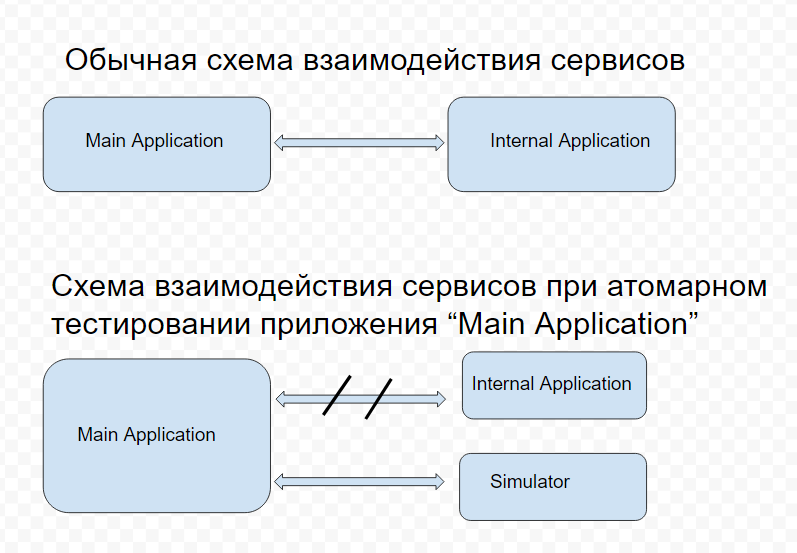 Обычная схема взаимодействия сервисов
Main Application
Internal Application
Схема взаимодействия сервисов при атомарном
тестировании приложения “Main Application”
Internal Application
Main Application
Simulator